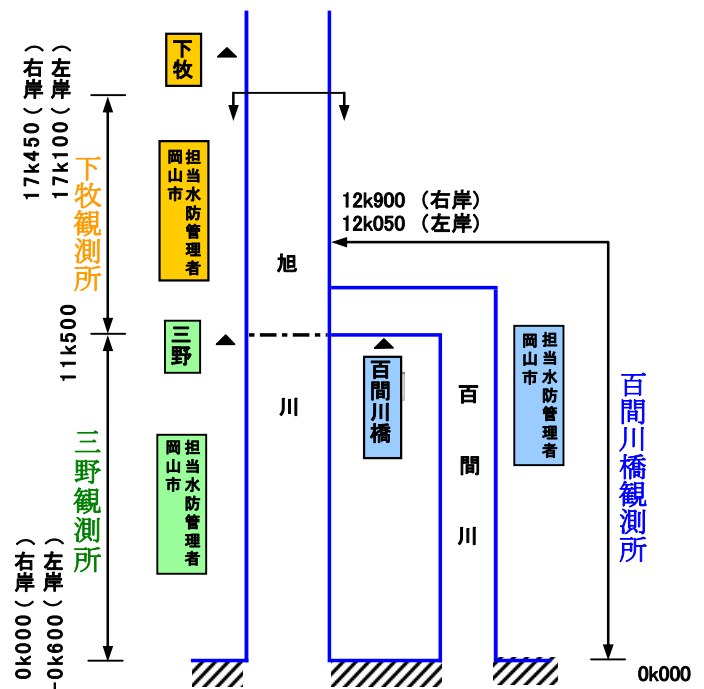 下牧
17k450(右岸)
17k100(左岸)
下牧観測所
担当水防管理者
岡山市
旭
川
12k900 (右岸)
12k050 (左岸)
11k500
三野
百間川橋
担当水防管理者
岡山市
百
間
川
百間川橋観測所
三野観測所
担当水防管理者
岡山市
0k000(右岸)
-0k600(左岸)
0k000